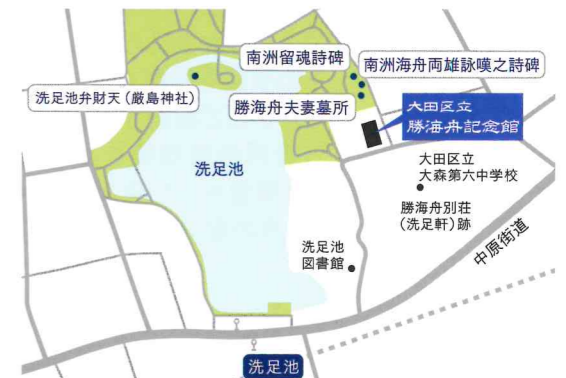 南洲留魂詩碑
南洲海舟両雄詠嘆之詩碑
洗足池弁財天（厳島神社）
勝海舟夫妻墓所
大田区立
勝海舟記念館
洗足池
大田区立
大森第六中学校
勝海舟別荘
（洗足軒）跡
中原街道
洗足池
図書館
洗足池